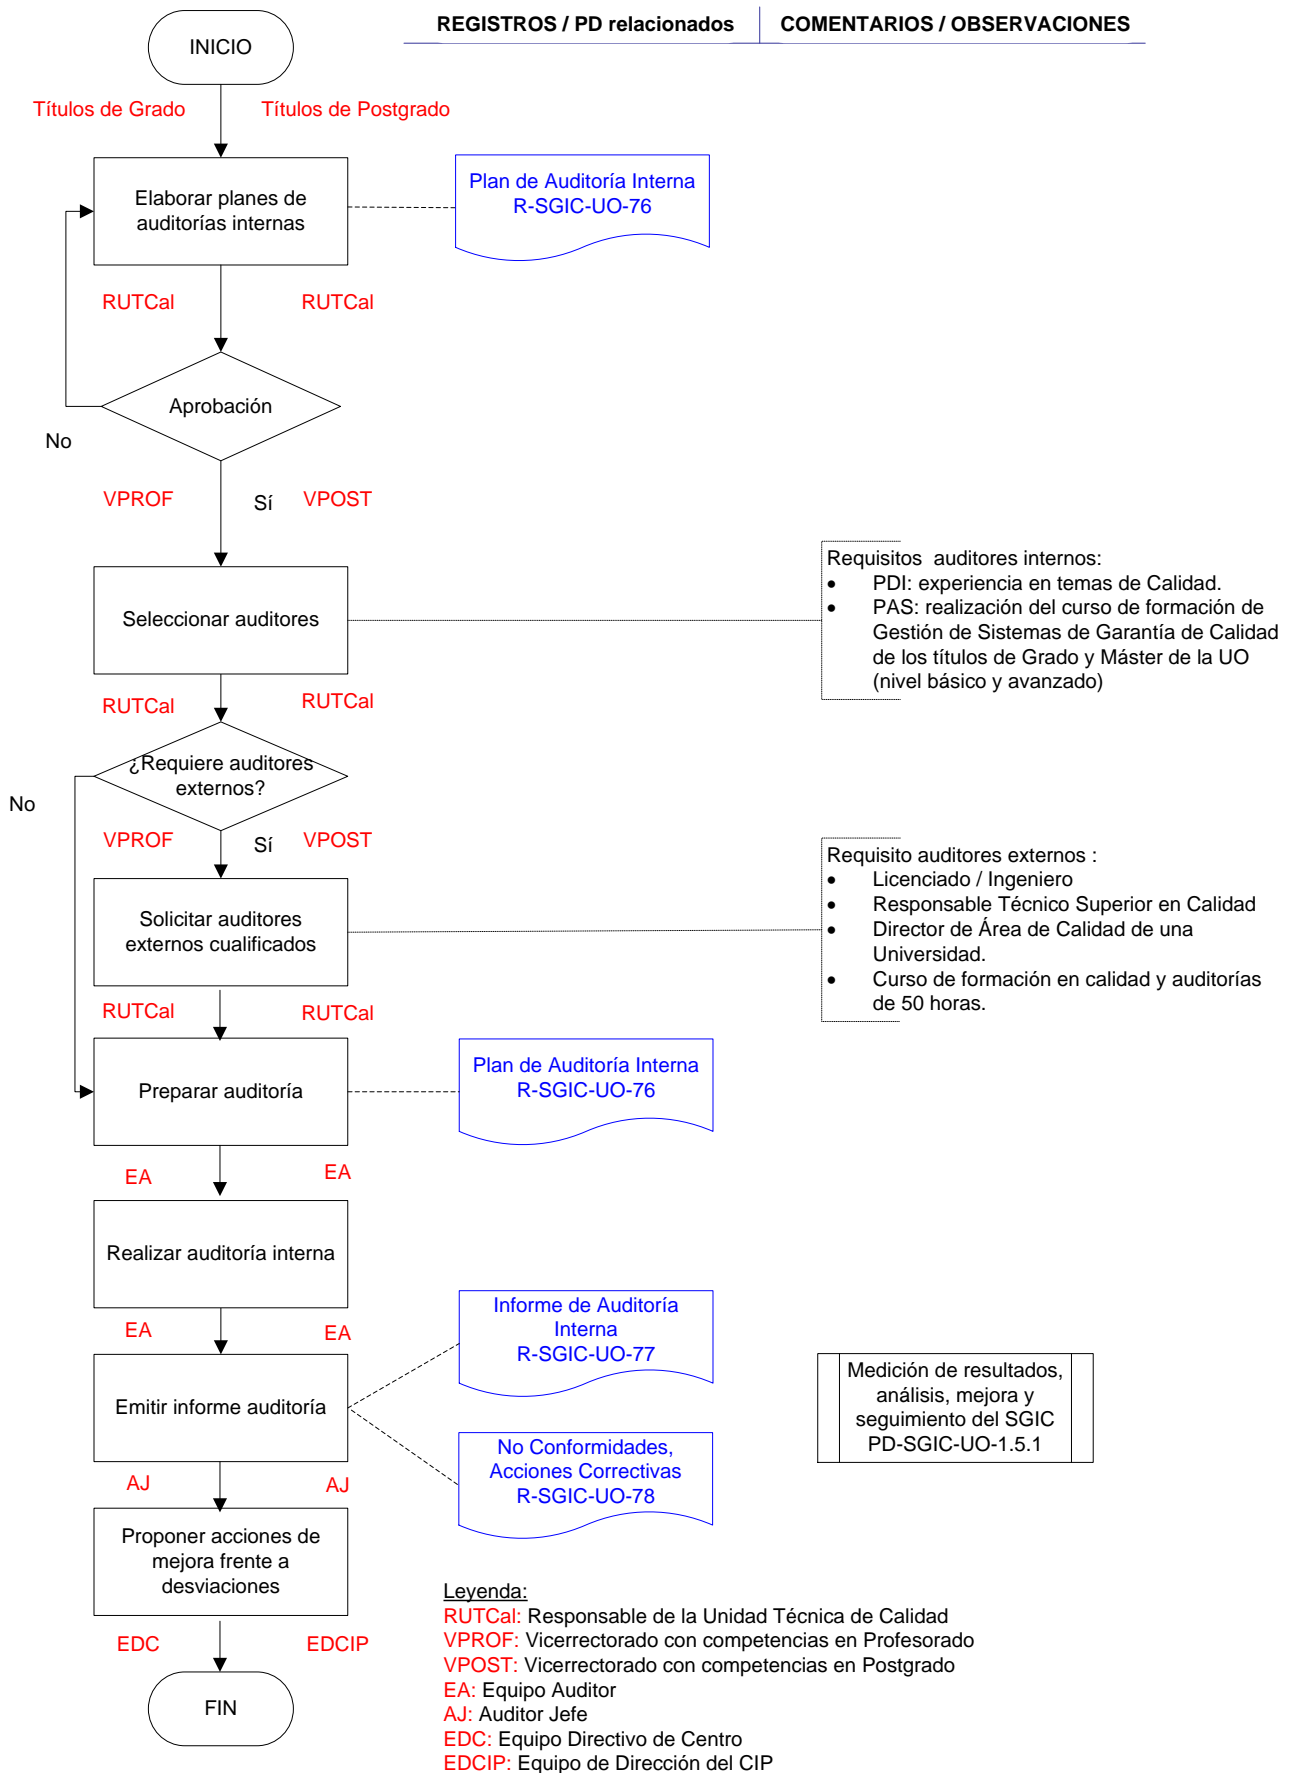 REGISTROS / PD relacionados
COMENTARIOS / OBSERVACIONES
INICIO
Títulos de Grado
Títulos de Postgrado
Elaborar planes de
auditorías internas
Plan de Auditoría Interna
R-SGIC-UO-76
RUTCal
RUTCal
Aprobación
No
VPROF
Sí
VPOST
Seleccionar auditores
Requisitos  auditores internos:
• PDI: experiencia en temas de Calidad.
• PAS: realización del curso de formación de
Gestión de Sistemas de Garantía de Calidad
de los títulos de Grado y Máster de la UO
(nivel básico y avanzado)
RUTCal
RUTCal
¿Requiere auditores
externos?
No
VPROF
Sí
VPOST
Solicitar auditores
externos cualificados
Requisito auditores externos :
• Licenciado / Ingeniero
• Responsable Técnico Superior en Calidad
• Director de Área de Calidad de una
Universidad.
• Curso de formación en calidad y auditorías
de 50 horas.
RUTCal
RUTCal
Preparar auditoría
Plan de Auditoría Interna
R-SGIC-UO-76
EA
EA
Realizar auditoría interna
EA
EA
Informe de Auditoría
Interna
R-SGIC-UO-77
Emitir informe auditoría
No Conformidades,
Acciones Correctivas
R-SGIC-UO-78
Medición de resultados,
análisis, mejora y
seguimiento del SGIC
PD-SGIC-UO-1.5.1
AJ
AJ
Proponer acciones de
mejora frente a
desviaciones
EDC
EDCIP
FIN
Leyenda:
RUTCal: Responsable de la Unidad Técnica de Calidad
VPROF: Vicerrectorado con competencias en Profesorado
VPOST: Vicerrectorado con competencias en Postgrado
EA: Equipo Auditor
AJ: Auditor Jefe
EDC: Equipo Directivo de Centro
EDCIP: Equipo de Dirección del CIP